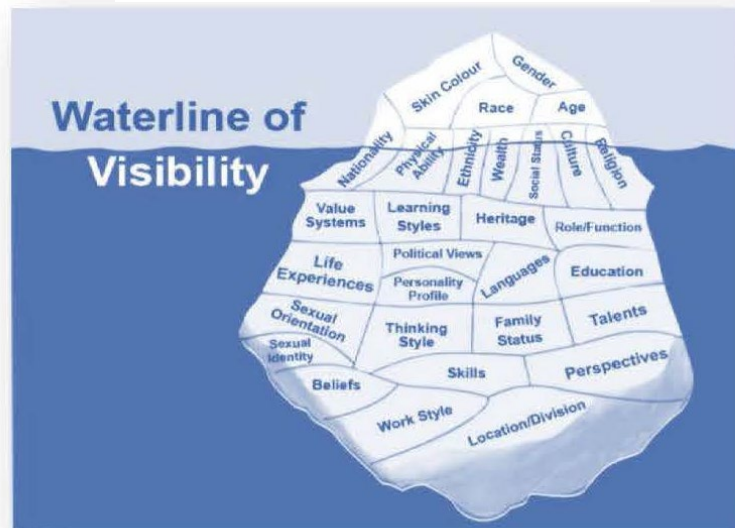 Waterline of
Visibility
Skin Colour
Gender
Race
Age
Nationality
Physical
Ability
Ethnicity
Wealth
Social Status
Culture
Religion
Value
Systems
Learning
Styles
Heritage
Role/Function
Life
Experiences
Political Views
Personality
Profile
Languages
Education
Sexual
Orientation
Thinking
Style
Family
Status
Talents
Sexual
Identity
Beliefs
Skills
Perspectives
Work Style
Location/Division